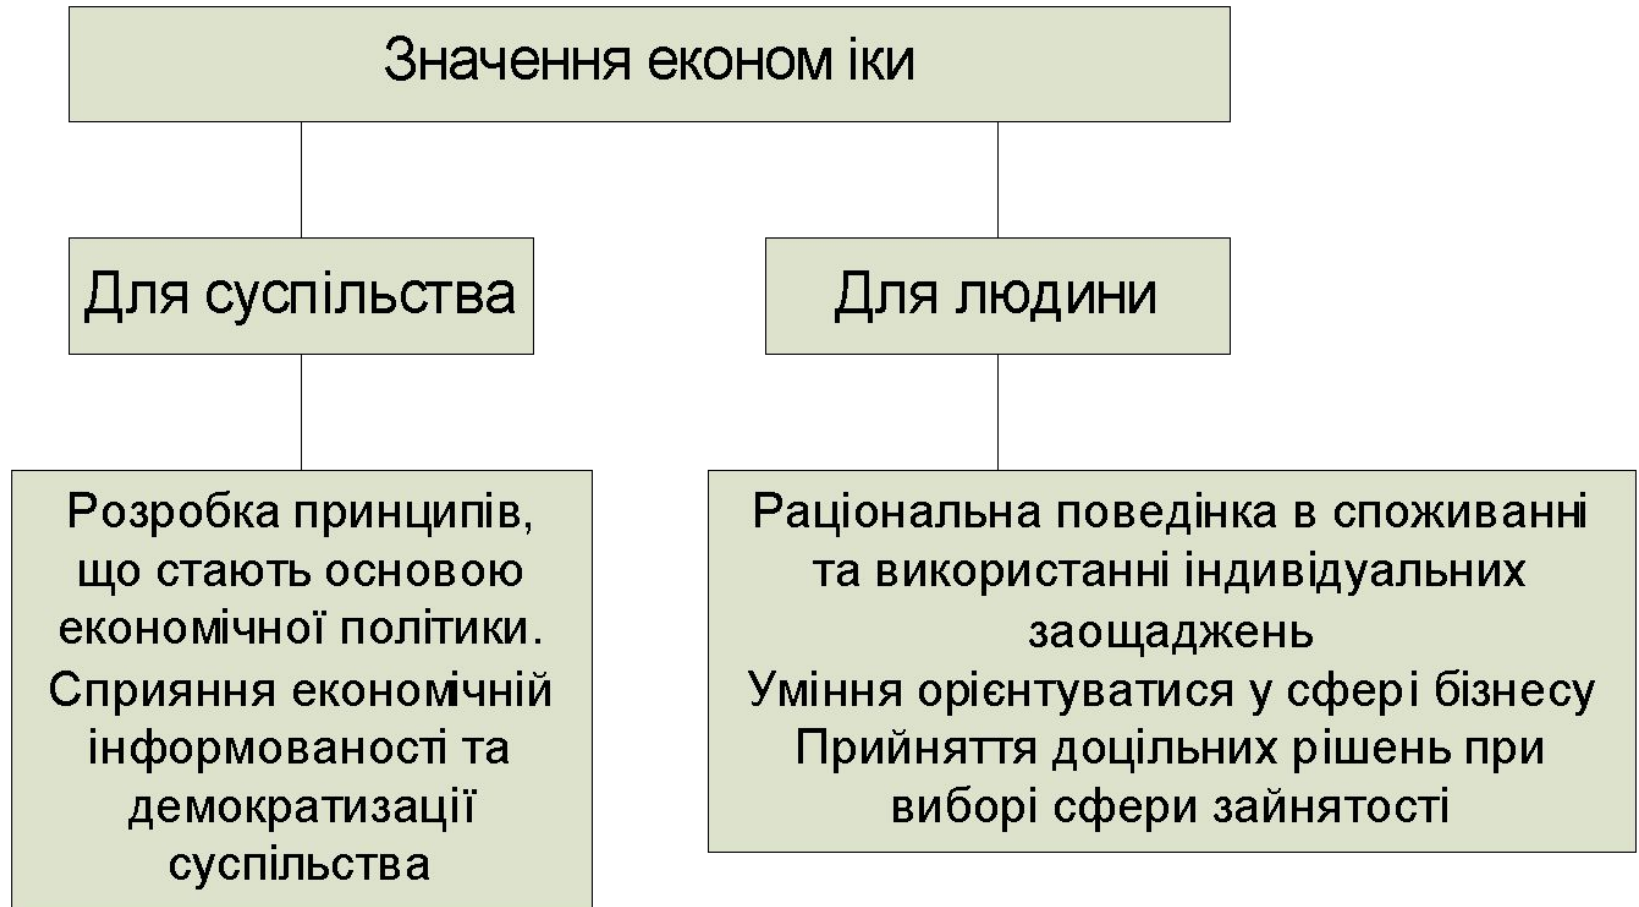 Значення економ іки
Для суспільства
Для людини
Розробка принципів,
що стають основою
економічної політики.
Сприяння економічній
інформованості та
демократизації
суспільства
Раціональна поведінка в споживанні
та використанні індивідуальних
заощаджень
Уміння орієнтуватися у сфері бізнесу
Прийняття доцільних рішень при
виборі сфери зайнятості